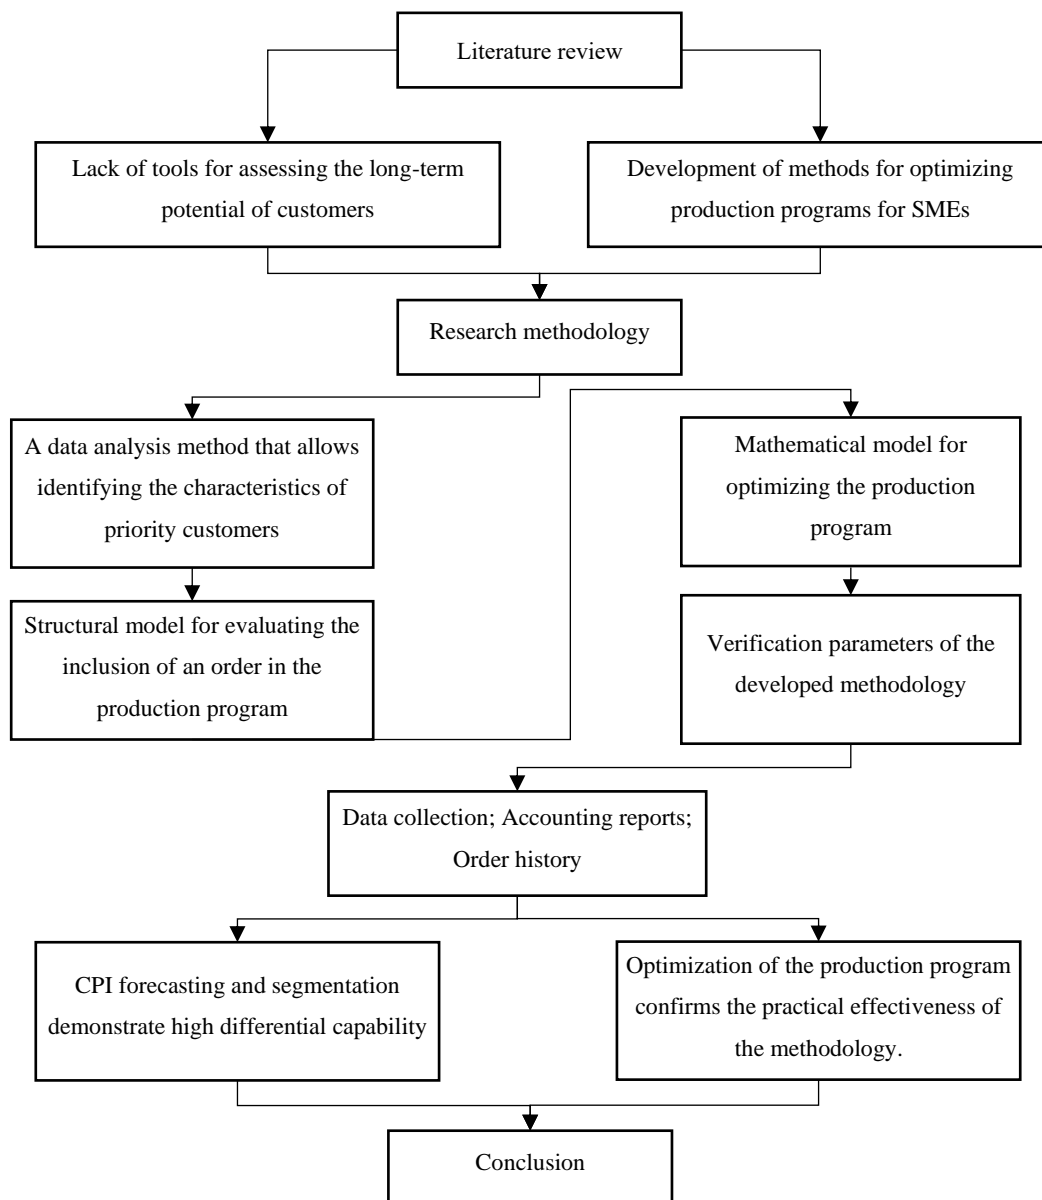 Literature review
Lack of tools for assessing the long-term
potential of customers
Development of methods for optimizing
production programs for SMEs
Research methodology
A data analysis method that allows
identifying the characteristics of
priority customers
Mathematical model for
optimizing the production
program
Structural model for evaluating the
inclusion of an order in the
production program
Verification parameters of the
developed methodology
Data collection; Accounting reports;
Order history
CPI forecasting and segmentation
demonstrate high differential capability
Optimization of the production program
confirms the practical effectiveness of
the methodology.
Conclusion